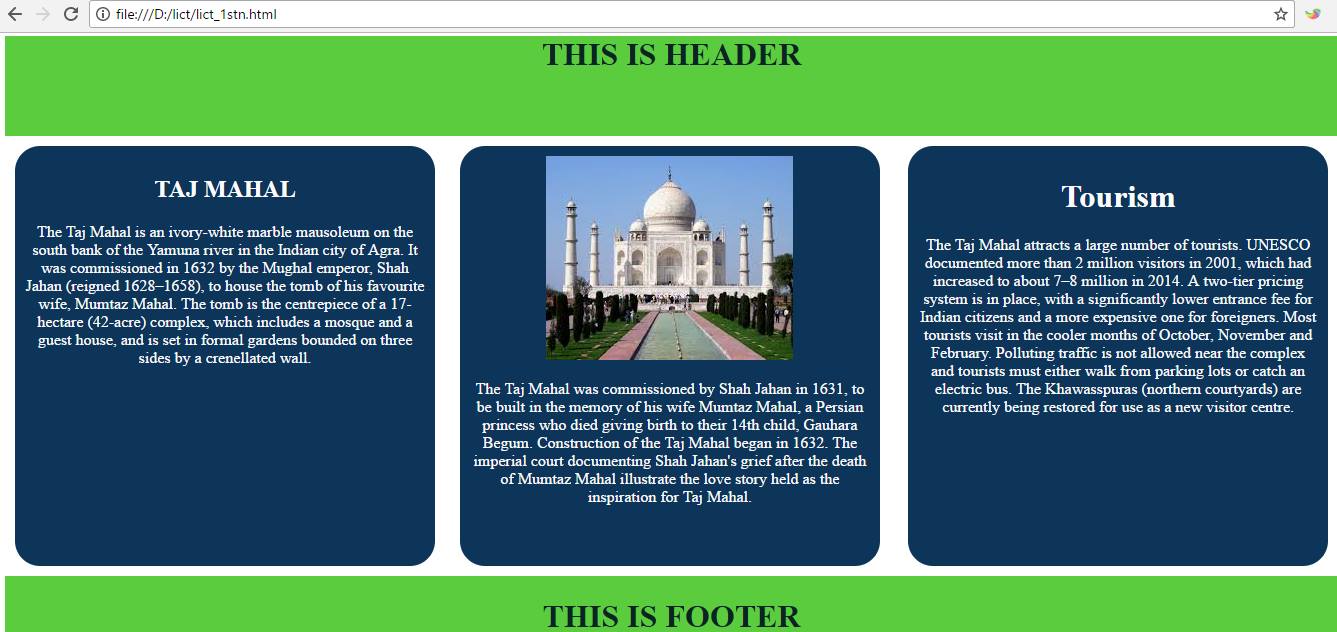 file:///D:/lict/lict_1stn.html
THIS IS HEADER
TAJ MAHAL
The Taj Mahal is an ivory-white marble mausoleum on the
south bank of the Yamuna river in the Indian city of Agra. It
was commissioned in 1632 by the Mughal emperor, Shah
Jahan (reigned 1628–1658), to house the tomb of his favourite
wife, Mumtaz Mahal. The tomb is the centrepiece of a 17-
hectare (42-acre) complex, which includes a mosque and a
guest house, and is set in formal gardens bounded on three
sides by a crenellated wall.
The Taj Mahal was commissioned by Shah Jahan in 1631, to
be built in the memory of his wife Mumtaz Mahal, a Persian
princess who died giving birth to their 14th child, Gauhara
Begum. Construction of the Taj Mahal began in 1632. The
imperial court documenting Shah Jahan's grief after the death
of Mumtaz Mahal illustrate the love story held as the
inspiration for Taj Mahal.
Tourism
The Taj Mahal attracts a large number of tourists. UNESCO
documented more than 2 million visitors in 2001, which had
increased to about 7–8 million in 2014. A two-tier pricing
system is in place, with a significantly lower entrance fee for
Indian citizens and a more expensive one for foreigners. Most
tourists visit in the cooler months of October, November and
February. Polluting traffic is not allowed near the complex
and tourists must either walk from parking lots or catch an
electric bus. The Khawasspuras (northern courtyards) are
currently being restored for use as a new visitor centre.
THIS IS FOOTER